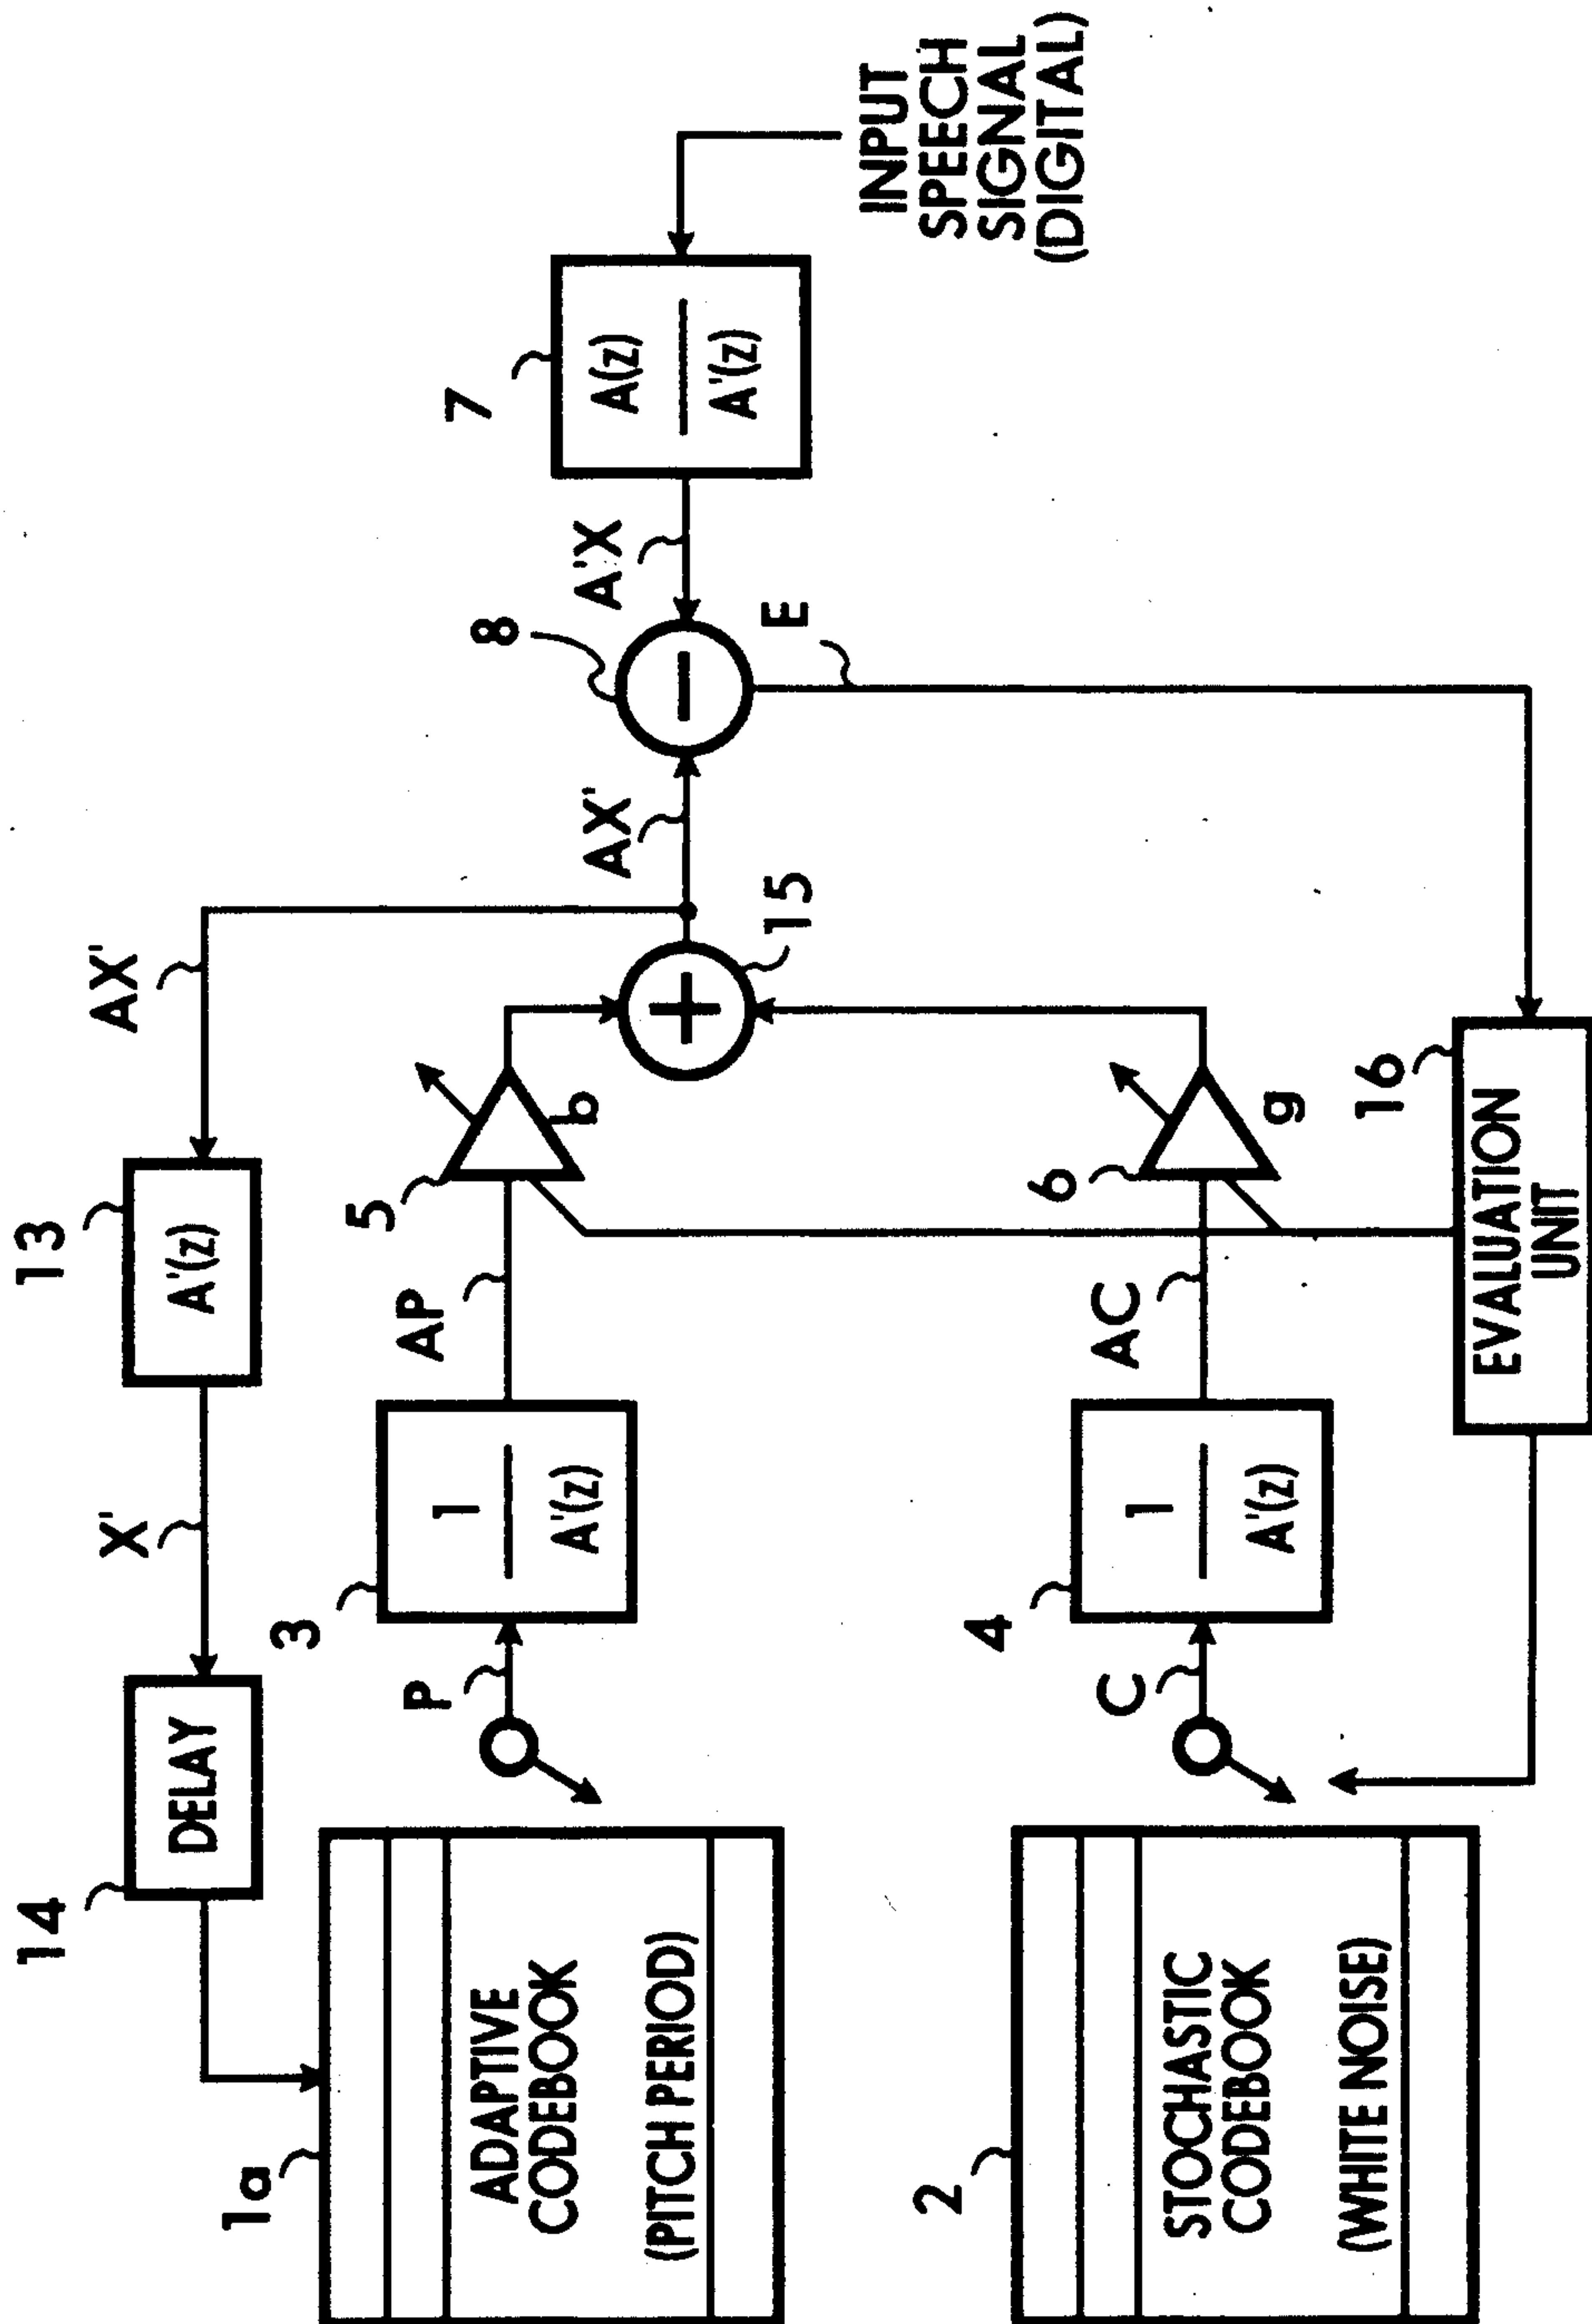 14
DELAY
X'
13
A'(z)
AX'
1a
ADAPTIVE
CODEBOOK
(PITCH PERIOD)
P
3
1
A'(z)
AP
5
b
15
AX'
8
A'X
7
A(z)
A'(z)
INPUT
SPEECH
SIGNAL
(DIGITAL)
E
2
STOCHASTIC
CODEBOOK
(WHITE NOISE)
C
4
1
A'(z)
AC
6
g
16
EVALUATION
UNIT